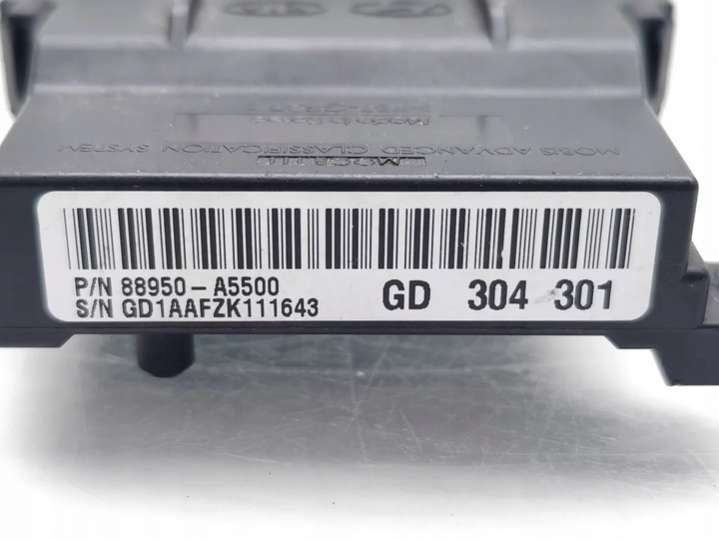 MOBIS ADVANCED CLASSIFICATION SYSTEM
P/N 88950-A5500
S/N GD1AAFZK111643
GD 304 301